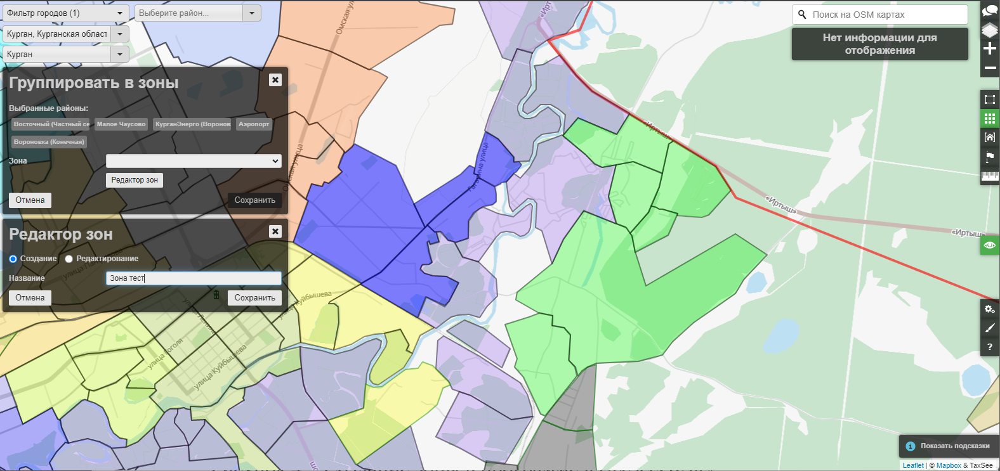 Фильтр городов (1)
Выберите район...
Курган, Курганская област
Курган
Группировать в зоны
Выбранные районы:
Восточный (Частный се
Малое Чаусово
КурганЭнерго (Воронов
Аэропорт
Вороновка (Конечная)
Зона
Редактор зон
Отмена
Сохранить
Редактор зон
Создание
Редактирование
Название
Зона тест
Отмена
Сохранить
Поиск на OSM картах
Нет информации для
отображения
Омская ул
Омская улица
Гагарина улица
«Иртыш»
«Иртыш»
«Иртыш»
улица Куйбышева
улица Ленина
улица Гоголя
улица Куйбышева
?
Показать подсказки
Leaflet | © Mapbox & TaxSee